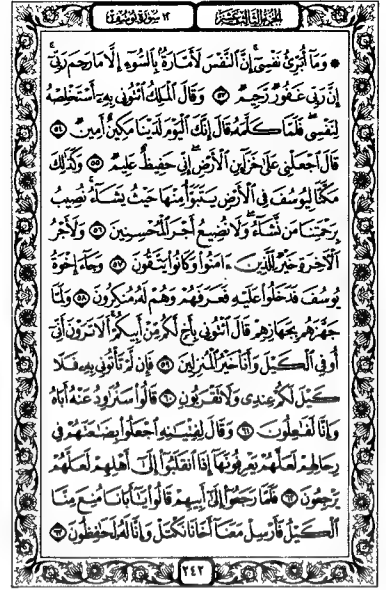 الجزء الثالث عشر
١٢ سورة يوسف
۞ وَمَآ أُبَرِّئُ نَفْسِىٓ ۚ إِنَّ ٱلنَّفْسَ لَأَمَّارَةٌۢ بِٱلسُّوٓءِ إِلَّا مَا رَحِمَ رَبِّىٓ ۚ
إِنَّ رَبِّى غَفُورٌ رَّحِيمٌ ٥٣ وَقَالَ ٱلْمَلِكُ ٱئْتُونِى بِهِۦٓ أَسْتَخْلِصْهُ
لِنَفْسِى ۖ فَلَمَّا كَلَّمَهُۥ قَالَ إِنَّكَ ٱلْيَوْمَ لَدَيْنَا مَكِينٌ أَمِينٌ ٥٤
قَالَ ٱجْعَلْنِى عَلَىٰ خَزَآئِنِ ٱلْأَرْضِ ۖ إِنِّى حَفِيظٌ عَلِيمٌ ٥٥ وَكَذَٰلِكَ
مَكَّنَّا لِيُوسُفَ فِى ٱلْأَرْضِ يَتَبَوَّأُ مِنْهَا حَيْثُ يَشَآءُ ۚ نُصِيبُ
بِرَحْمَتِنَا مَن نَّشَآءُ ۖ وَلَا نُضِيعُ أَجْرَ ٱلْمُحْسِنِينَ ٥٦ وَلَأَجْرُ
ٱلْءَاخِرَةِ خَيْرٌ لِّلَّذِينَ ءَامَنُوا۟ وَكَانُوا۟ يَتَّقُونَ ٥٧ وَجَآءَ إِخْوَةُ
يُوسُفَ فَدَخَلُوا۟ عَلَيْهِ فَعَرَفَهُمْ وَهُمْ لَهُۥ مُنكِرُونَ ٥٨ وَلَمَّا
جَهَّزَهُم بِجَهَازِهِمْ قَالَ ٱئْتُونِى بِأَخٍ لَّكُم مِّنْ أَبِيكُمْ ۚ أَلَا تَرَوْنَ أَنِّىٓ
أُوفِى ٱلْكَيْلَ وَأَنَا۠ خَيْرُ ٱلْمُنزِلِينَ ٥٩ فَإِن لَّمْ تَأْتُونِى بِهِۦ فَلَا
كَيْلَ لَكُمْ عِندِى وَلَا تَقْرَبُونِ ٦٠ قَالُوا۟ سَنُرَٰوِدُ عَنْهُ أَبَاهُ
وَإِنَّا لَفَٰعِلُونَ ٦١ وَقَالَ لِفِتْيَٰنِهِ ٱجْعَلُوا۟ بِضَٰعَتَهُمْ فِى
رِحَالِهِمْ لَعَلَّهُمْ يَعْرِفُونَهَآ إِذَا ٱنقَلَبُوٓا۟ إِلَىٰٓ أَهْلِهِمْ لَعَلَّهُمْ
يَرْجِعُونَ ٦٢ فَلَمَّا رَجَعُوٓا۟ إِلَىٰٓ أَبِيهِمْ قَالُوا۟ يَٰٓأَبَانَا مُنِعَ مِنَّا
ٱلْكَيْلُ فَأَرْسِلْ مَعَنَآ أَخَانَا نَكْتَلْ وَإِنَّا لَهُۥ لَحَٰفِظُونَ ٦٣
٢٤٢